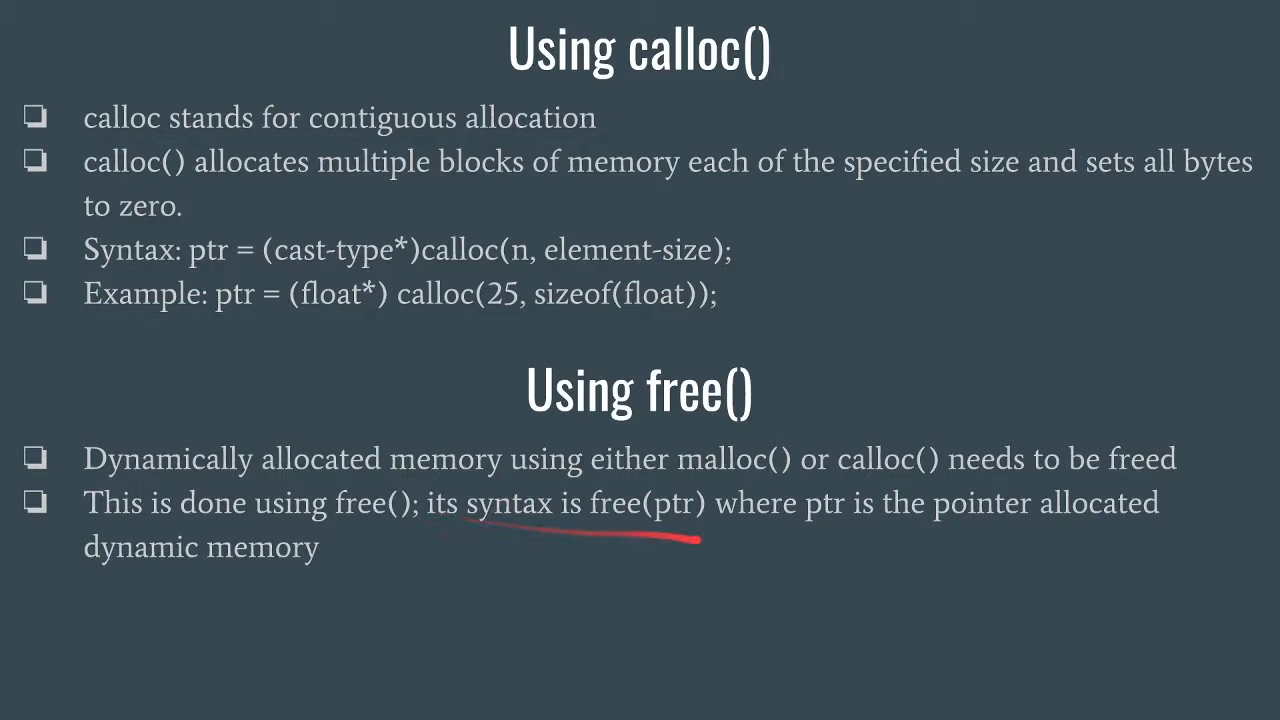 Using calloc()
❏ calloc stands for contiguous allocation
❏ calloc() allocates multiple blocks of memory each of the specified size and sets all bytes
to zero.
❏ Syntax: ptr = (cast-type*)calloc(n, element-size);
❏ Example: ptr = (float*) calloc(25, sizeof(float));
Using free()
❏ Dynamically allocated memory using either malloc() or calloc() needs to be freed
❏ This is done using free(); its syntax is free(ptr) where ptr is the pointer allocated
dynamic memory